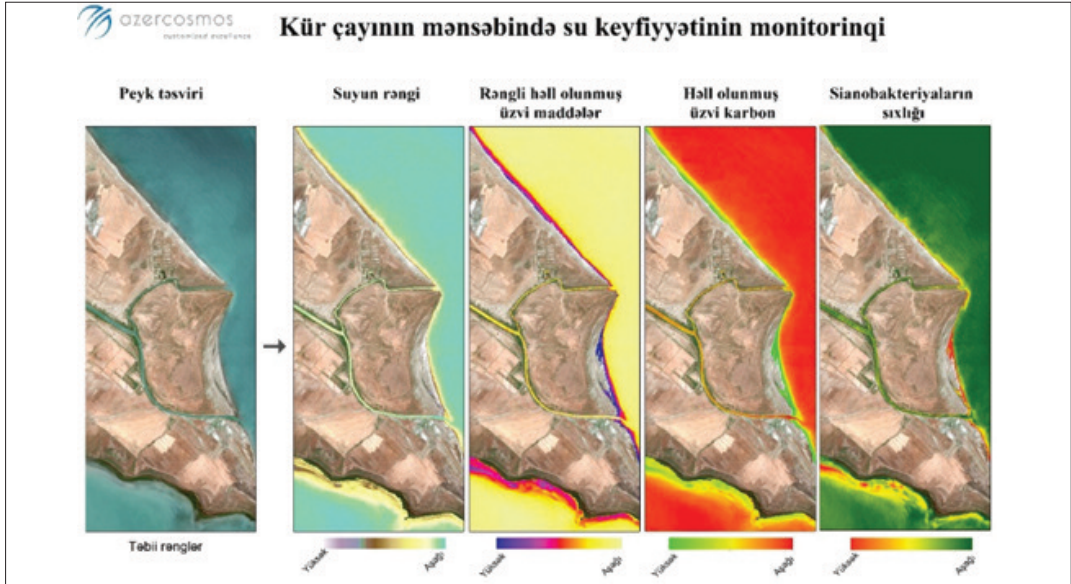 azercosmos
customized excellence
Kür çayının mənsəbində su keyfiyyətinin monitorinqi
Peyk təsviri
Suyun rəngi
Rəngli həll olunmuş
üzvi maddələr
Həll olunmuş
üzvi karbon
Sianobakteriyaların
sıxlığı
Təbii rənglər
Yüksək
Aşağı
Yüksək
Aşağı
Yüksək
Aşağı
Yüksək
Aşağı